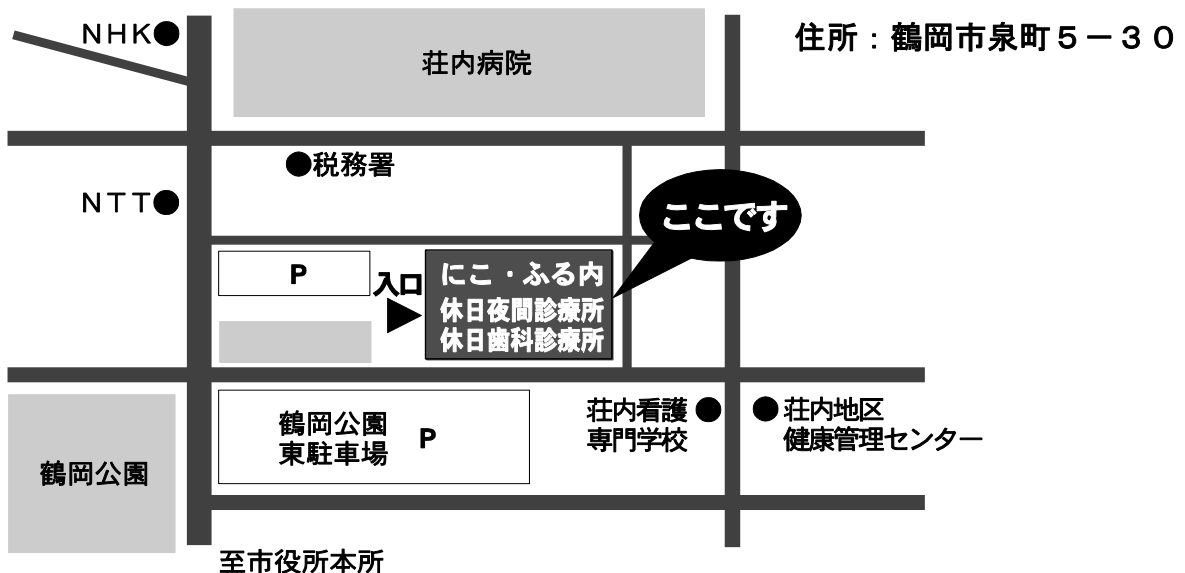 NHK
荘内病院
住所：鶴岡市泉町５－３０
税務署
NTT
ここです
P
入口
にこ・ふる内
休日夜間診療所
休日歯科診療所
鶴岡公園
東駐車場
P
荘内看護
専門学校
荘内地区
健康管理センター
鶴岡公園
至市役所本所